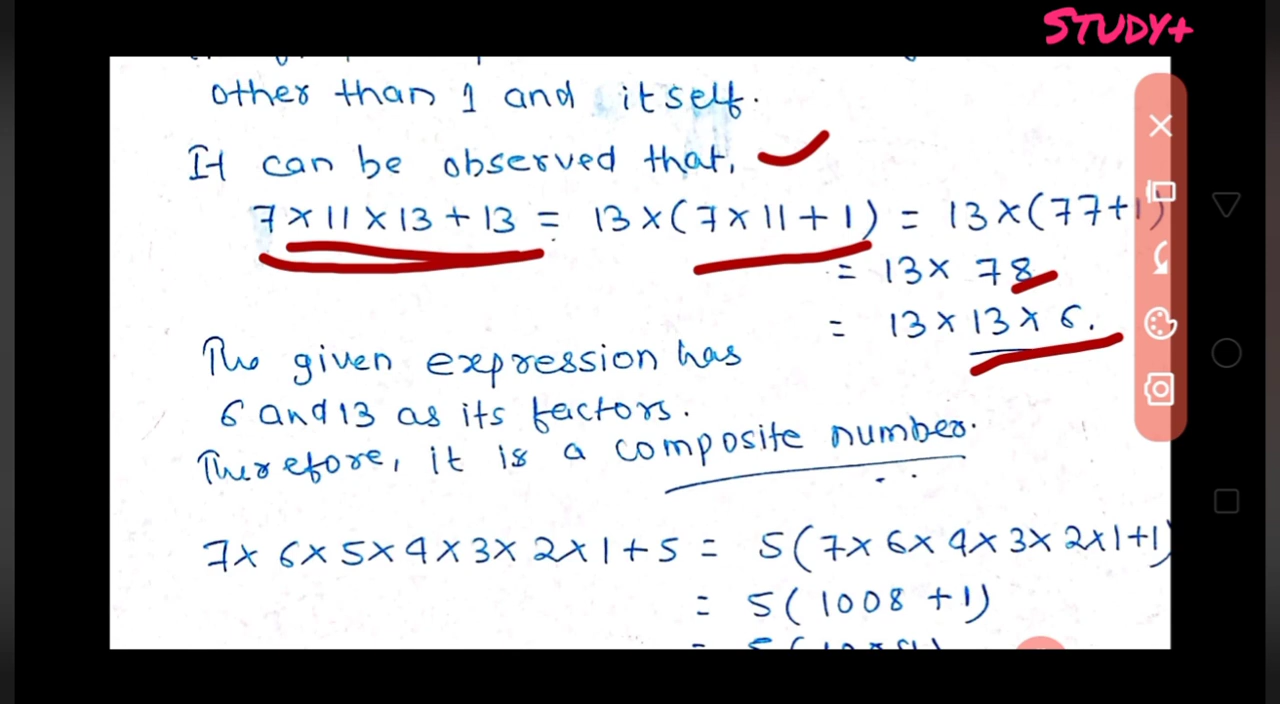 STUDY+
other than 1 and itself.
It can be observed that,
7 × 11 × 13 + 13 = 13 × (7 × 11 + 1) = 13 × (77+1)
= 13 × 78
= 13 × 13 × 6.
The given expression has
6 and 13 as its factors.
Therefore, it is a composite number.
7 × 6 × 5 × 4 × 3 × 2 × 1 + 5 = 5(7 × 6 × 4 × 3 × 2 × 1 + 1)
= 5(1008 + 1)